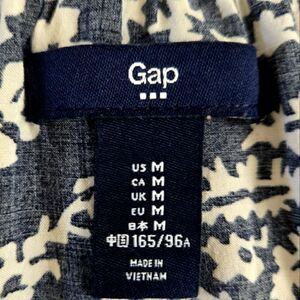 Gap
US M
CA M
UK M
EU M
日本 M
中国 165/96A
MADE IN
VIETNAM